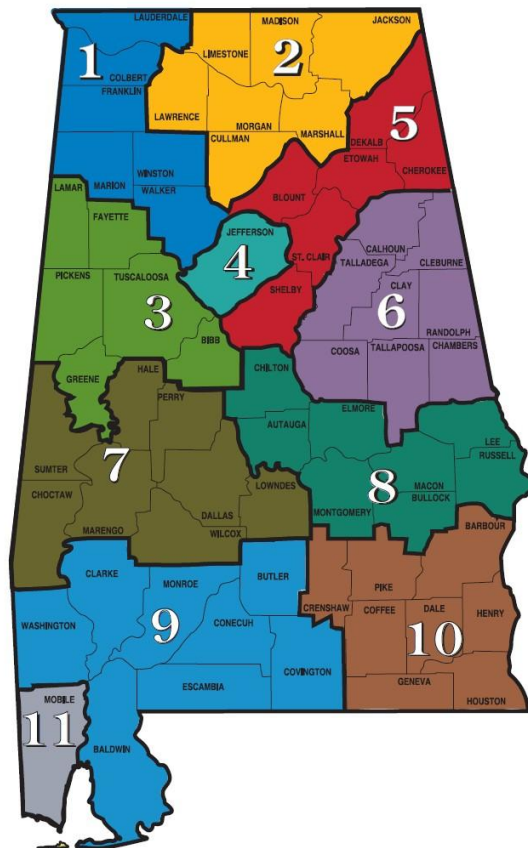 LAUDERDALE
MADISON
JACKSON
LIMESTONE
1
2
COLBERT
FRANKLIN
LAWRENCE
MORGAN
CULLMAN
MARSHALL
5
DEKALB
ETOWAH
CHEROKEE
WINSTON
MARION
WALKER
LAMAR
BLOUNT
FAYETTE
JEFFERSON
4
CALHOUN
ST. CLAIR
TALLADEGA
CLEBURNE
PICKENS
TUSCALOOSA
SHELBY
CLAY
6
3
RANDOLPH
BIBB
COOSA
TALLAPOOSA
CHAMBERS
GREENE
HALE
CHILTON
PERRY
ELMORE
AUTAUGA
LEE
RUSSELL
7
8
SUMTER
CHOCTAW
LOWNDES
MACON
BULLOCK
DALLAS
MONTGOMERY
MARENGO
WILCOX
BARBOUR
CLARKE
MONROE
BUTLER
PIKE
CRENSHAW
COFFEE
DALE
HENRY
WASHINGTON
9
CONECUH
10
COVINGTON
GENEVA
ESCAMBIA
HOUSTON
MOBILE
11
BALDWIN